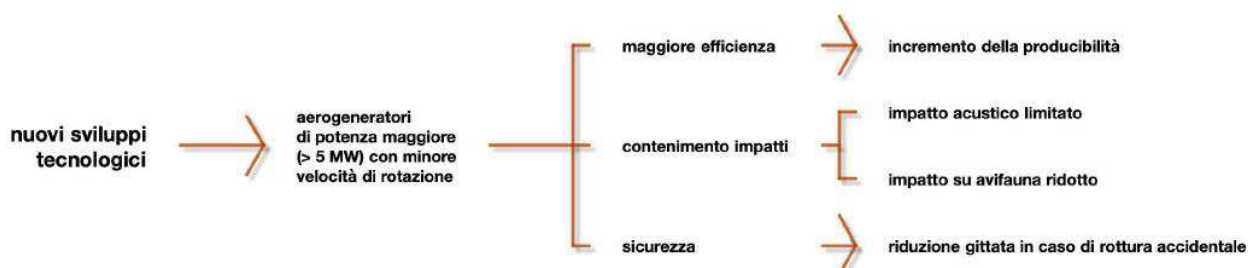 nuovi sviluppi
tecnologici
aerogeneratori
di potenza maggiore
(> 5 MW) con minore
velocità di rotazione
maggiore efficienza
incremento della producibilità
contenimento impatti
impatto acustico limitato
impatto su avifauna ridotto
sicurezza
riduzione gittata in caso di rottura accidentale